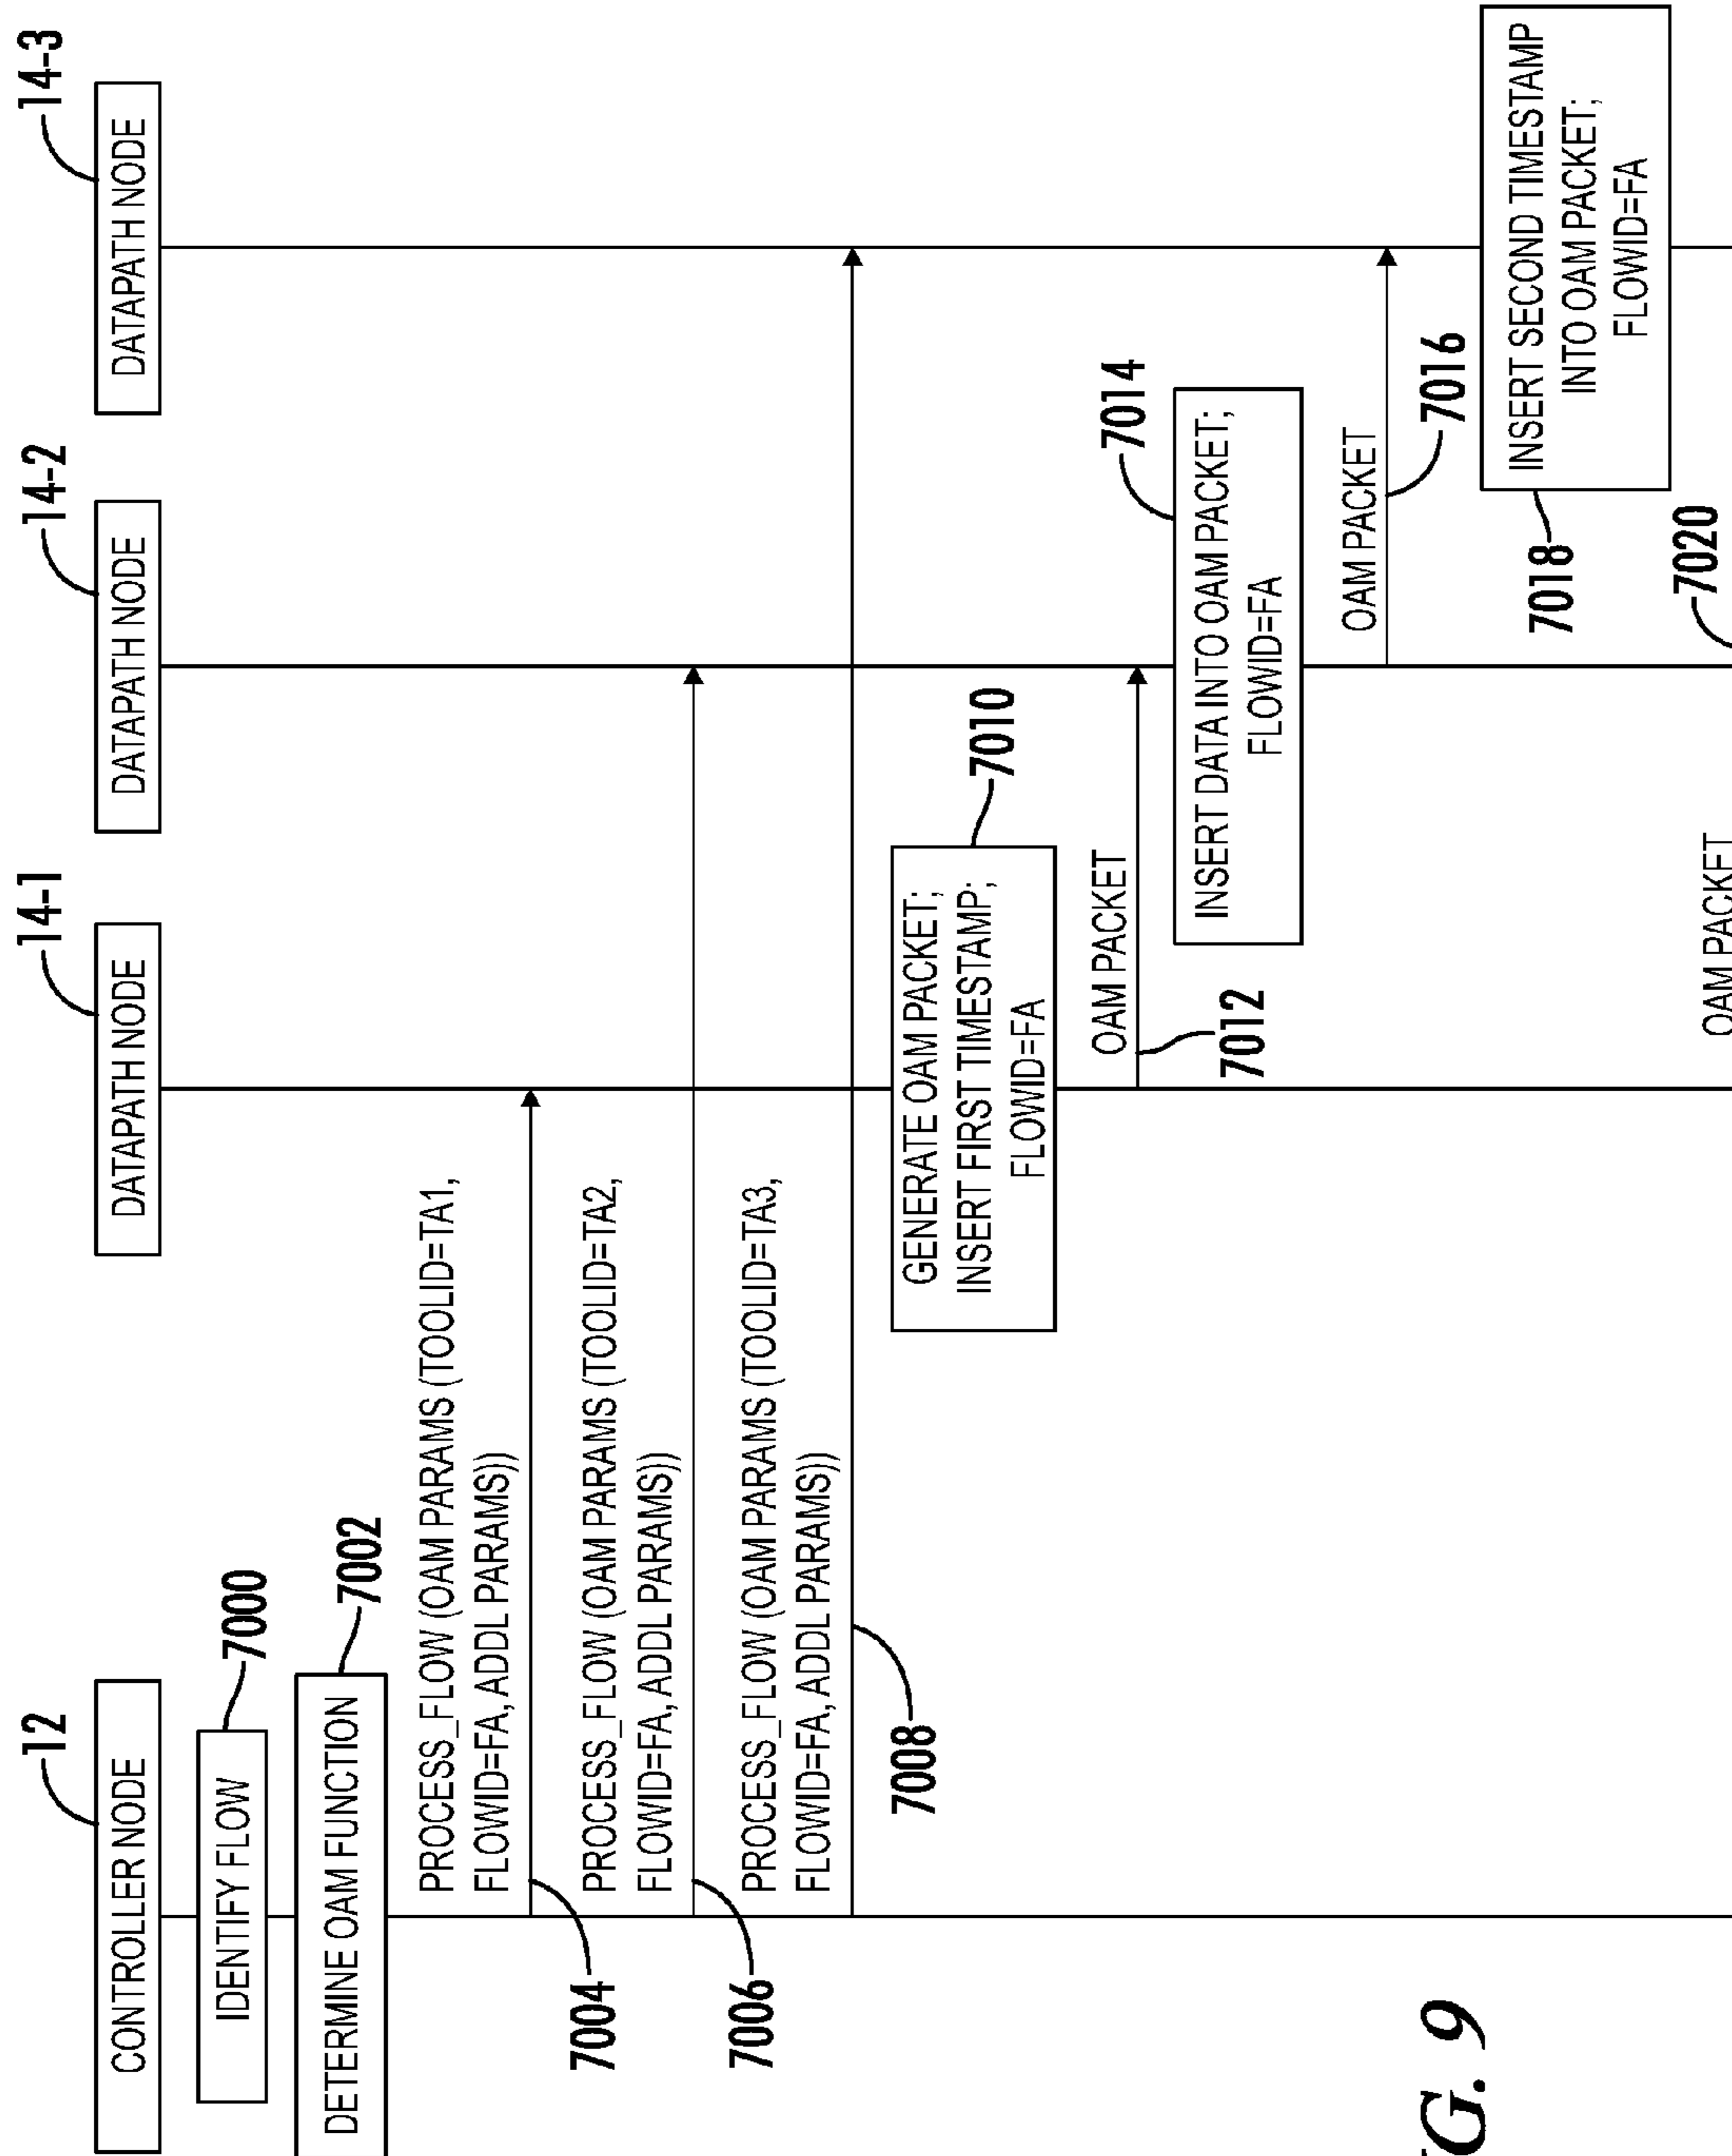 12
CONTROLLER NODE
14-1
DATAPATH NODE
14-2
DATAPATH NODE
14-3
DATAPATH NODE
IDENTIFY FLOW
7000
DETERMINE OAM FUNCTION
7002
PROCESS_FLOW (OAM PARAMS (TOOLID=TA1,
FLOWID=FA, ADDL PARAMS))
7004
PROCESS_FLOW (OAM PARAMS (TOOLID=TA2,
FLOWID=FA, ADDL PARAMS))
7006
PROCESS_FLOW (OAM PARAMS (TOOLID=TA3,
FLOWID=FA, ADDL PARAMS))
7008
GENERATE OAM PACKET;
INSERT FIRST TIMESTAMP;
FLOWID=FA
7010
OAM PACKET
7012
INSERT DATA INTO OAM PACKET;
FLOWID=FA
7014
OAM PACKET
7016
INSERT SECOND TIMESTAMP
INTO OAM PACKET;
FLOWID=FA
7018
7020
OAM PACKET
G. 9